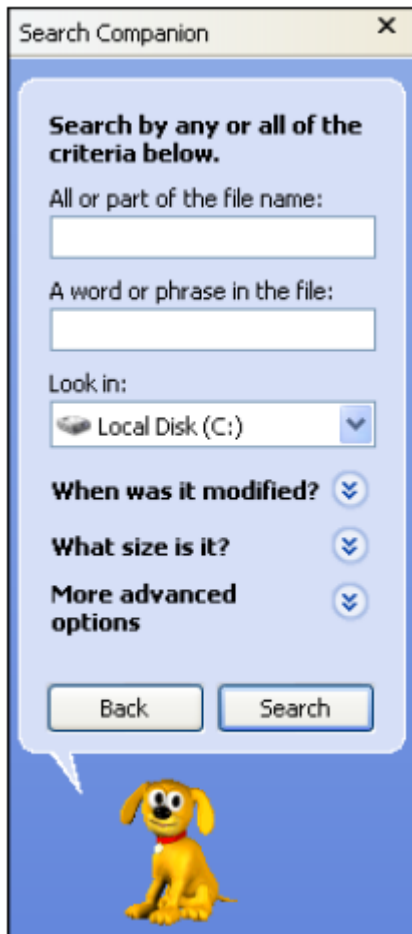 Search Companion
Search by any or all of the
criteria below.
All or part of the file name:
A word or phrase in the file:
Look in:
Local Disk (C:)
When was it modified?
What size is it?
More advanced
options
Back Search